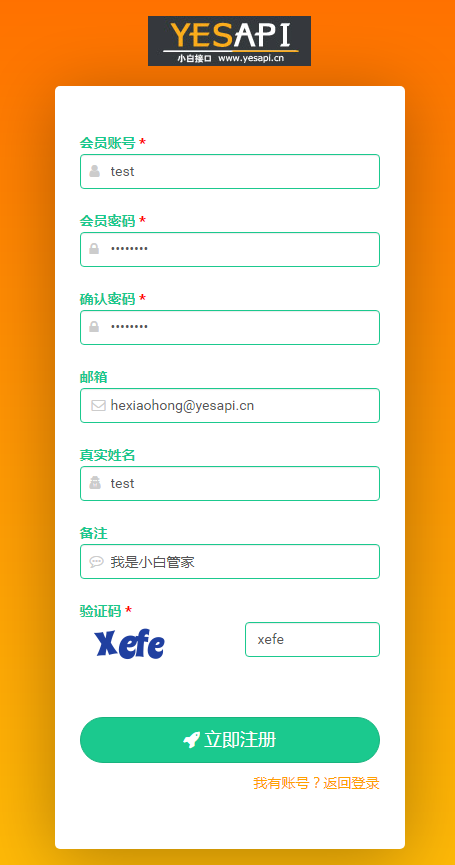 YESAPI
小白接口 www.yesapi.cn
会员账号 *
test
会员密码 *
••••••••
确认密码 *
••••••••
邮箱
hexiaohong@yesapi.cn
真实姓名
test
备注
我是小白管家
验证码 *
xefe xefe
立即注册
我有账号？返回登录